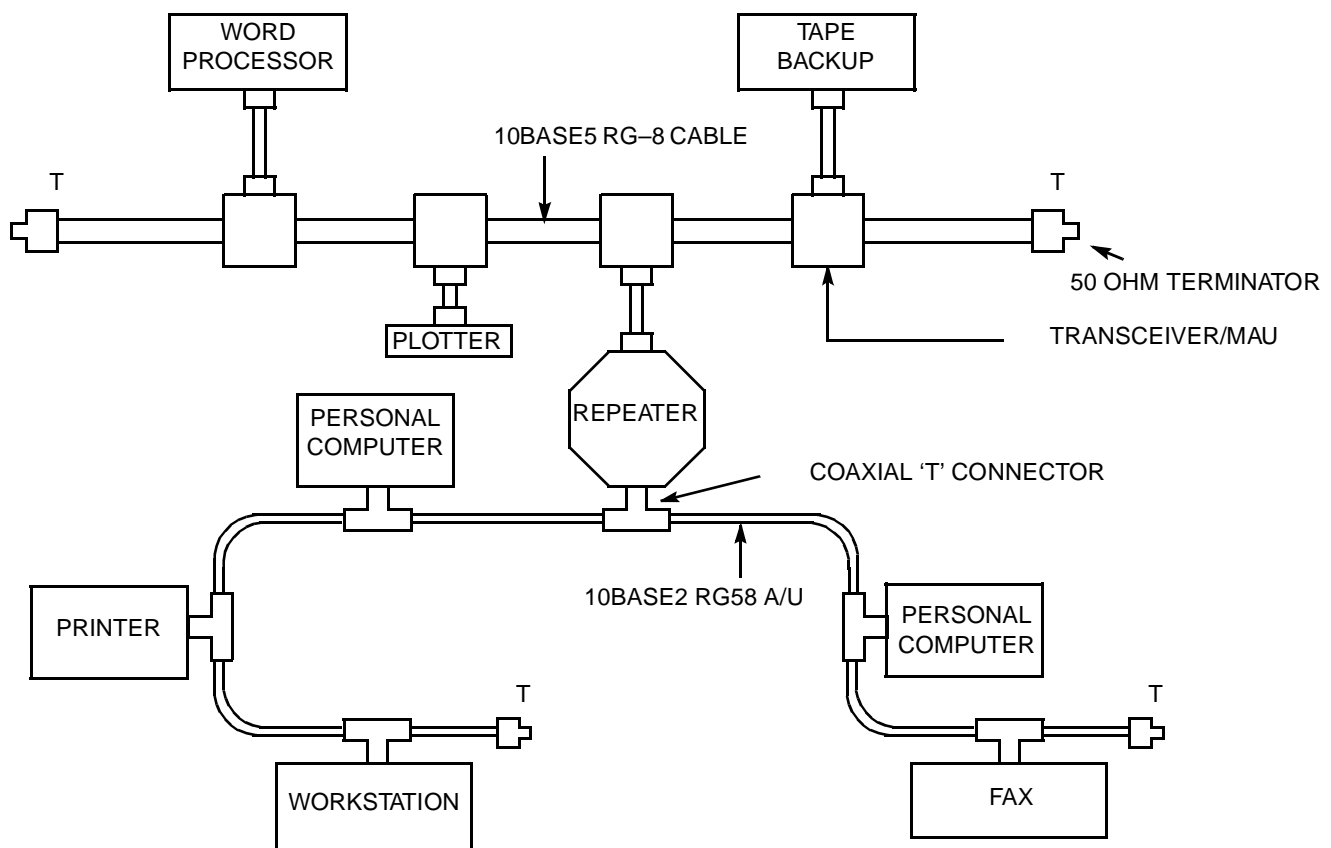 WORD
PROCESSOR
TAPE
BACKUP
10BASE5 RG–8 CABLE
T
T
50 OHM TERMINATOR
PLOTTER
TRANSCEIVER/MAU
PERSONAL
COMPUTER
REPEATER
COAXIAL ‘T’ CONNECTOR
10BASE2 RG58 A/U
PRINTER
PERSONAL
COMPUTER
T
T
WORKSTATION
FAX